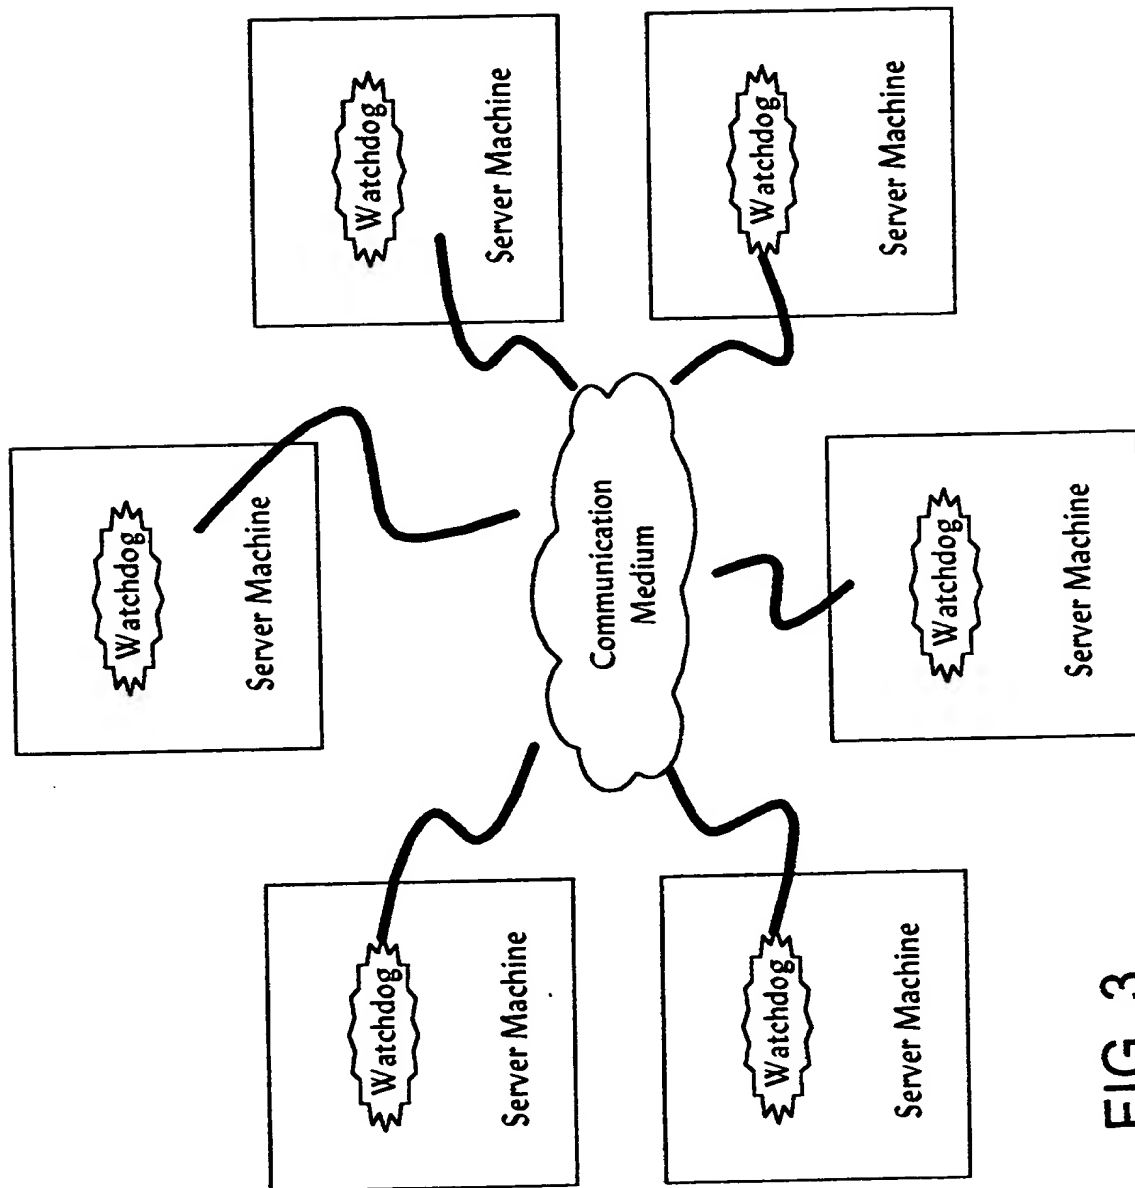 Watchdog
Server Machine
Watchdog
Server Machine
Watchdog
Server Machine
Communication
Medium
Watchdog
Server Machine
Watchdog
Server Machine
Watchdog
Server Machine
FIG 3